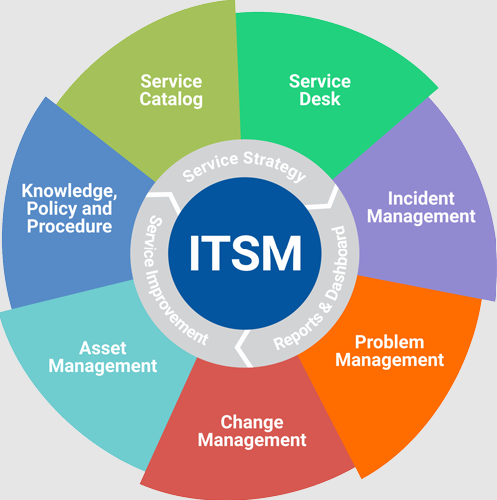 Service
Catalog
Service
Desk
Incident
Management
Problem
Management
Change
Management
Asset
Management
Knowledge,
Policy and
Procedure
Service Strategy
Reports & Dashboard
Service Improvement
ITSM